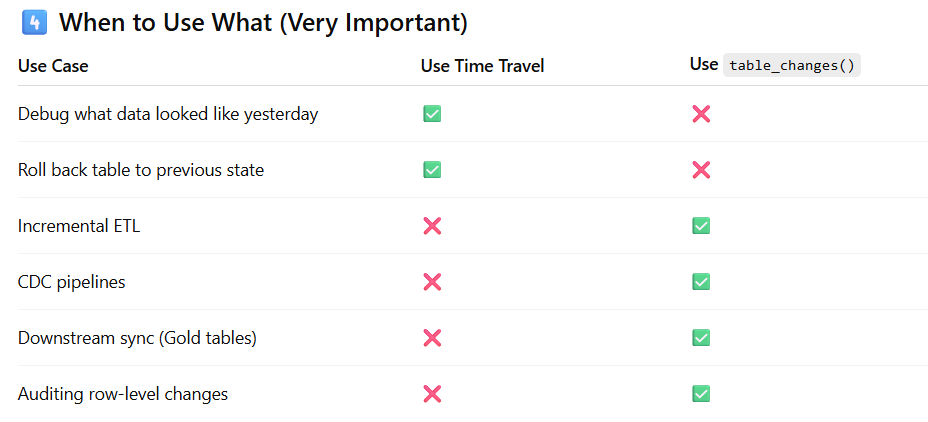 4 When to Use What (Very Important)
Use Case Use Time Travel Use table_changes()
Debug what data looked like yesterday ✅ ❌
Roll back table to previous state ✅ ❌
Incremental ETL ❌ ✅
CDC pipelines ❌ ✅
Downstream sync (Gold tables) ❌ ✅
Auditing row-level changes ❌ ✅